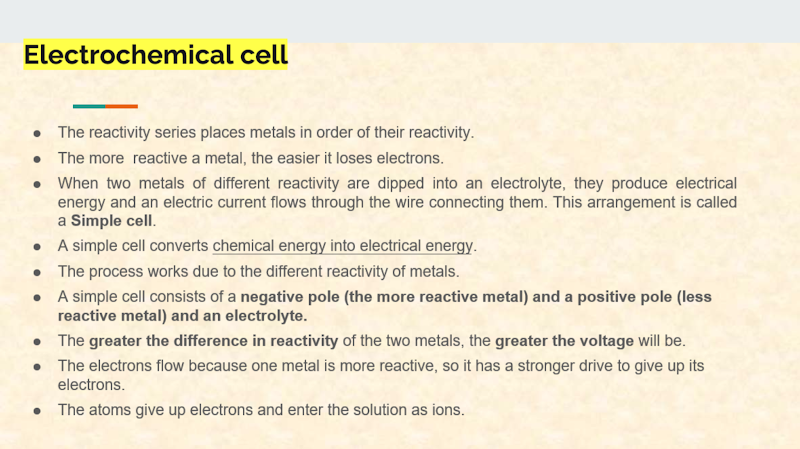 Electrochemical cell
● The reactivity series places metals in order of their reactivity.
● The more reactive a metal, the easier it loses electrons.
● When two metals of different reactivity are dipped into an electrolyte, they produce electrical
energy and an electric current flows through the wire connecting them. This arrangement is called
a Simple cell.
● A simple cell converts chemical energy into electrical energy.
● The process works due to the different reactivity of metals.
● A simple cell consists of a negative pole (the more reactive metal) and a positive pole (less
reactive metal) and an electrolyte.
● The greater the difference in reactivity of the two metals, the greater the voltage will be.
● The electrons flow because one metal is more reactive, so it has a stronger drive to give up its
electrons.
● The atoms give up electrons and enter the solution as ions.